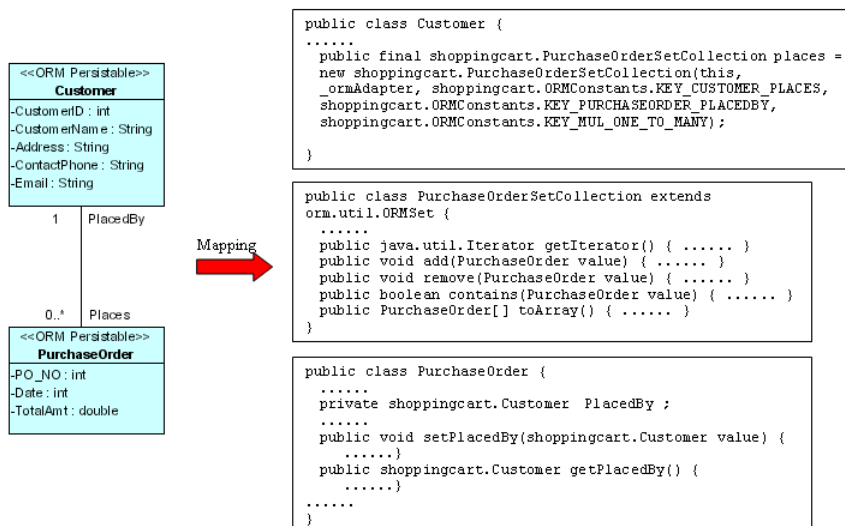 <<ORM Persistable>>
Customer
-CustomerID : int
-CustomerName : String
-Address : String
-ContactPhone : String
-Email : String
1 PlacedBy
0..* Places
<<ORM Persistable>>
PurchaseOrder
-PO_NO : int
-Date : int
-TotalAmt : double
Mapping
public class Customer {
......
public final shoppingcart.PurchaseOrderSetCollection places =
new shoppingcart.PurchaseOrderSetCollection(this,
_ormAdapter, shoppingcart.ORMConstants.KEY_CUSTOMER_PLACES,
shoppingcart.ORMConstants.KEY_PURCHASEORDER_PLACEDBY,
shoppingcart.ORMConstants.KEY_MUL_ONE_TO_MANY);
}
public class PurchaseOrderSetCollection extends
orm.util.ORMSet {
......
public java.util.Iterator getIterator() { ...... }
public void add(PurchaseOrder value) { ...... }
public void remove(PurchaseOrder value) { ...... }
public boolean contains(PurchaseOrder value) { ...... }
public PurchaseOrder[] toArray() { ...... }
}
public class PurchaseOrder {
......
private shoppingcart.Customer PlacedBy ;
......
public void setPlacedBy(shoppingcart.Customer value) {
......}
public shoppingcart.Customer getPlacedBy() {
......}
......
}